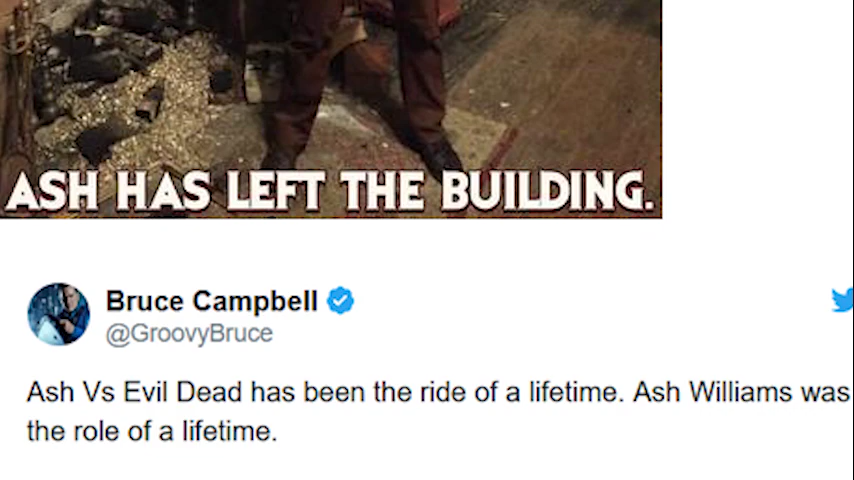 ASH HAS LEFT THE BUILDING.
Bruce Campbell
@GroovyBruce
Ash Vs Evil Dead has been the ride of a lifetime. Ash Williams was
the role of a lifetime.